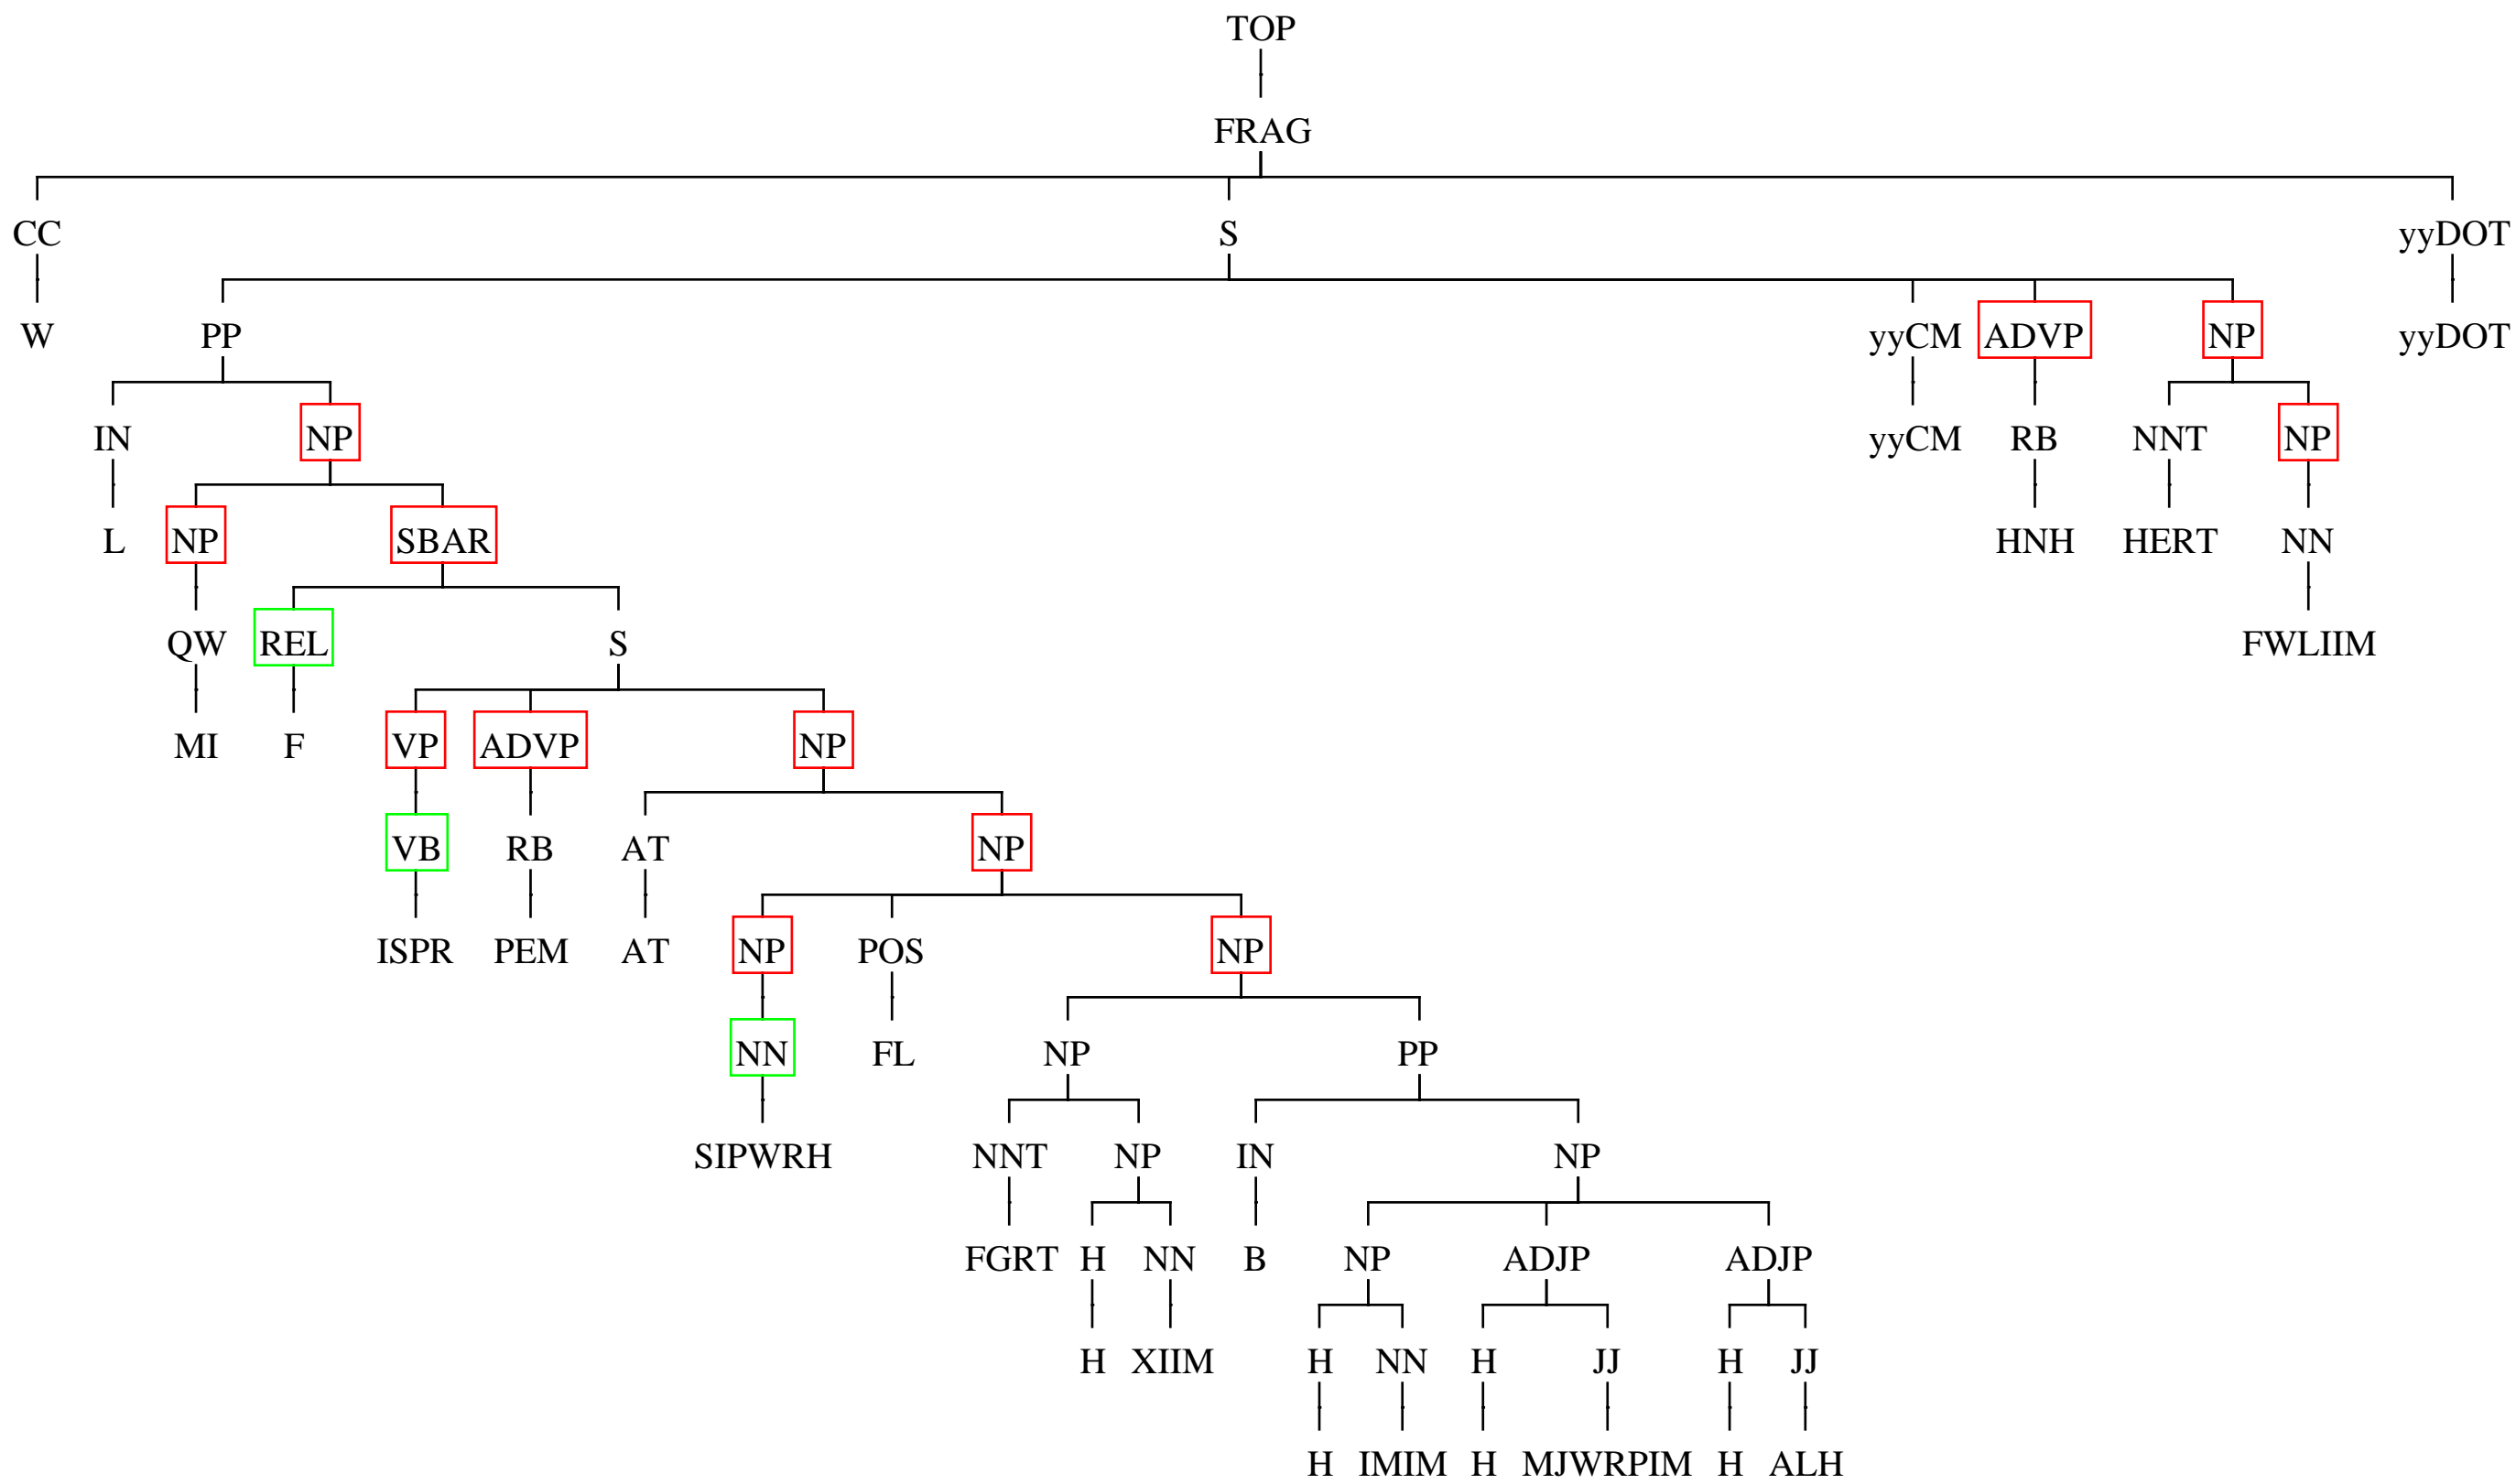 TOP
FRAG
CC S yyDOT
W PP yyCM ADVP NP yyDOT
IN NP yyCM RB NNT NP
L NP SBAR HNH HERT NN
QW REL S FWLIIM
MI F VP ADVP NP
VB RB AT NP
ISPR PEM AT NP POS NP
NN FL NP PP
SIPWRH NNT NP IN NP
FGRT H NN B NP ADJP ADJP
H XIIM H NN H JJ H JJ
H IMIM H MJWRPIM H ALH